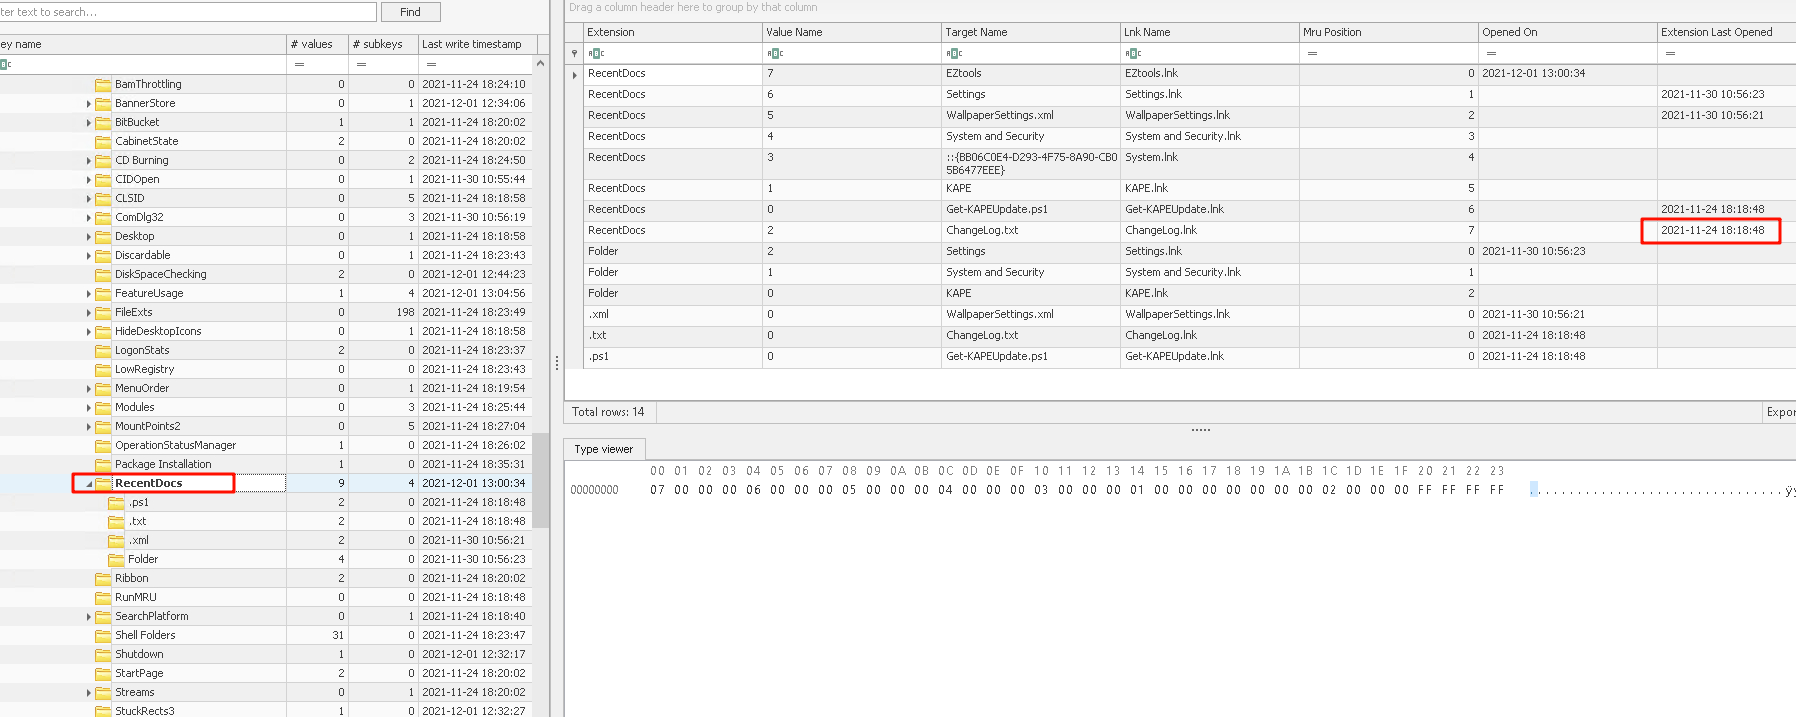 ter text to search...
Find
ey name # values # subkeys Last write timestamp
BamThrottling 0 0 2021-11-24 18:24:10
BannerStore 0 1 2021-12-01 12:34:06
BitBucket 1 1 2021-11-24 18:20:02
CabinetState 2 0 2021-11-24 18:20:02
CD Burning 0 2 2021-11-24 18:24:50
CIDOpen 0 1 2021-11-30 10:55:44
CLSID 0 5 2021-11-24 18:18:58
ComDlg32 0 3 2021-11-30 10:56:19
Desktop 0 1 2021-11-24 18:18:58
Discardable 0 1 2021-11-24 18:23:43
DiskSpaceChecking 2 0 2021-12-01 12:44:23
FeatureUsage 1 4 2021-12-01 13:04:56
FileExts 0 198 2021-11-24 18:23:49
HideDesktopIcons 0 1 2021-11-24 18:18:58
LogonStats 2 0 2021-11-24 18:23:37
LowRegistry 0 0 2021-11-24 18:23:43
MenuOrder 0 1 2021-11-24 18:19:54
Modules 0 3 2021-11-24 18:25:44
MountPoints2 0 5 2021-11-24 18:27:04
OperationStatusManager 1 0 2021-11-24 18:26:02
Package Installation 1 0 2021-11-24 18:35:31
RecentDocs 9 4 2021-12-01 13:00:34
.ps1 2 0 2021-11-24 18:18:48
.txt 2 0 2021-11-24 18:18:48
.xml 2 0 2021-11-30 10:56:21
Folder 4 0 2021-11-30 10:56:23
Ribbon 2 0 2021-11-24 18:20:02
RunMRU 0 0 2021-11-24 18:18:48
SearchPlatform 0 1 2021-11-24 18:18:40
Shell Folders 31 0 2021-11-24 18:23:47
Shutdown 1 0 2021-12-01 12:32:17
StartPage 2 0 2021-11-24 18:20:02
Streams 0 1 2021-11-24 18:20:02
StuckRects3 1 0 2021-12-01 12:32:27
Drag a column header here to group by that column
Extension Value Name Target Name Lnk Name Mru Position Opened On Extension Last Opened
RecentDocs 7 EZtools EZtools.lnk 0 2021-12-01 13:00:34
RecentDocs 6 Settings Settings.lnk 1 2021-11-30 10:56:23
RecentDocs 5 WallpaperSettings.xml WallpaperSettings.lnk 2 2021-11-30 10:56:21
RecentDocs 4 System and Security System and Security.lnk 3
RecentDocs 3 ::{BB06C0E4-D293-4F75-8A90-CB0 System.lnk 4
5B6477EEE}
RecentDocs 1 KAPE KAPE.lnk 5
RecentDocs 0 Get-KAPEUpdate.ps1 Get-KAPEUpdate.lnk 6 2021-11-24 18:18:48
RecentDocs 2 ChangeLog.txt ChangeLog.lnk 7 2021-11-24 18:18:48
Folder 2 Settings Settings.lnk 0 2021-11-30 10:56:23
Folder 1 System and Security System and Security.lnk 1
Folder 0 KAPE KAPE.lnk 2
.xml 0 WallpaperSettings.xml WallpaperSettings.lnk 0 2021-11-30 10:56:21
.txt 0 ChangeLog.txt ChangeLog.lnk 0 2021-11-24 18:18:48
.ps1 0 Get-KAPEUpdate.ps1 Get-KAPEUpdate.lnk 0 2021-11-24 18:18:48
Total rows: 14
Expor
Type viewer
00 01 02 03 04 05 06 07 08 09 0A 0B 0C 0D 0E 0F 10 11 12 13 14 15 16 17 18 19 1A 1B 1C 1D 1E 1F 20 21 22 23
00000000 07 00 00 00 06 00 00 00 05 00 00 00 04 00 00 00 03 00 00 00 01 00 00 00 00 00 00 00 02 00 00 00 FF FF FF FF ................................ÿÿ